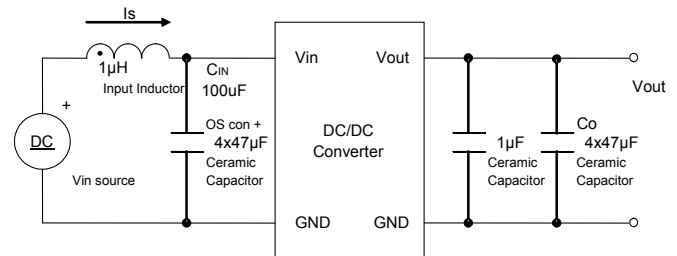 Is
1μH
Input Inductor
CIN
100uF
OS con +
4x47μF
Ceramic
Capacitor
+
DC
Vin source
Vin
Vout
DC/DC
Converter
GND
GND
1μF
Ceramic
Capacitor
Co
4x47μF
Ceramic
Capacitor
Vout